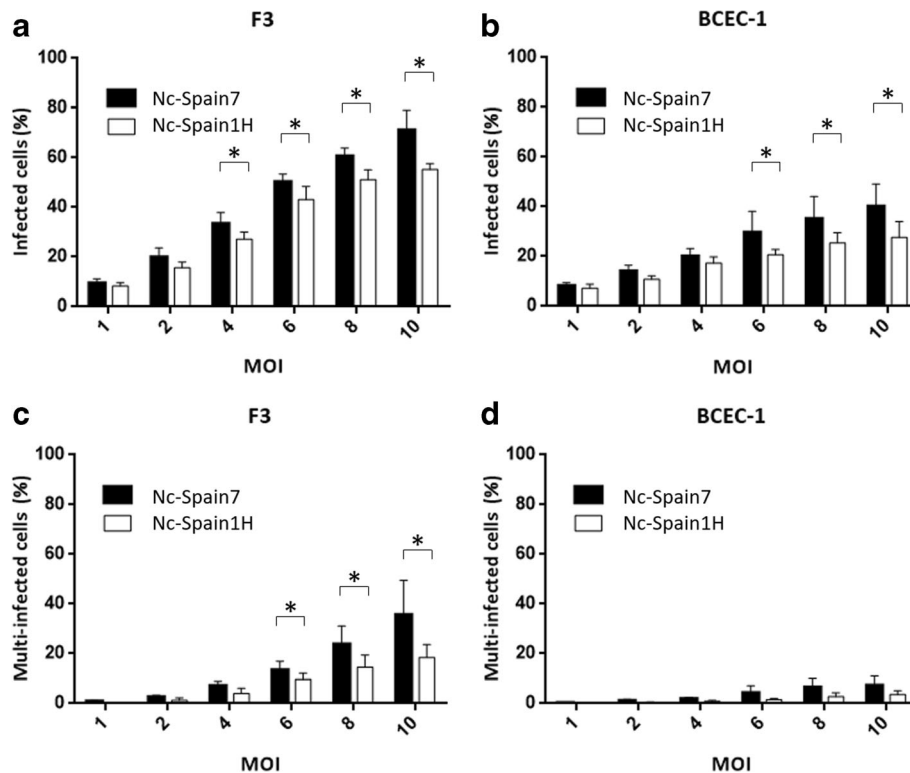 a
F3
Infected cells (%)
100
80
60
40
20
0
Nc-Spain7
Nc-Spain1H
*
*
*
*
1 2 4 6 8 10
MOI
b
BCEC-1
Infected cells (%)
100
80
60
40
20
0
Nc-Spain7
Nc-Spain1H
*
*
*
1 2 4 6 8 10
MOI
c
F3
Multi-infected cells (%)
100
80
60
40
20
0
Nc-Spain7
Nc-Spain1H
*
*
*
1 2 4 6 8 10
MOI
d
BCEC-1
Multi-infected cells (%)
100
80
60
40
20
0
Nc-Spain7
Nc-Spain1H
1 2 4 6 8 10
MOI